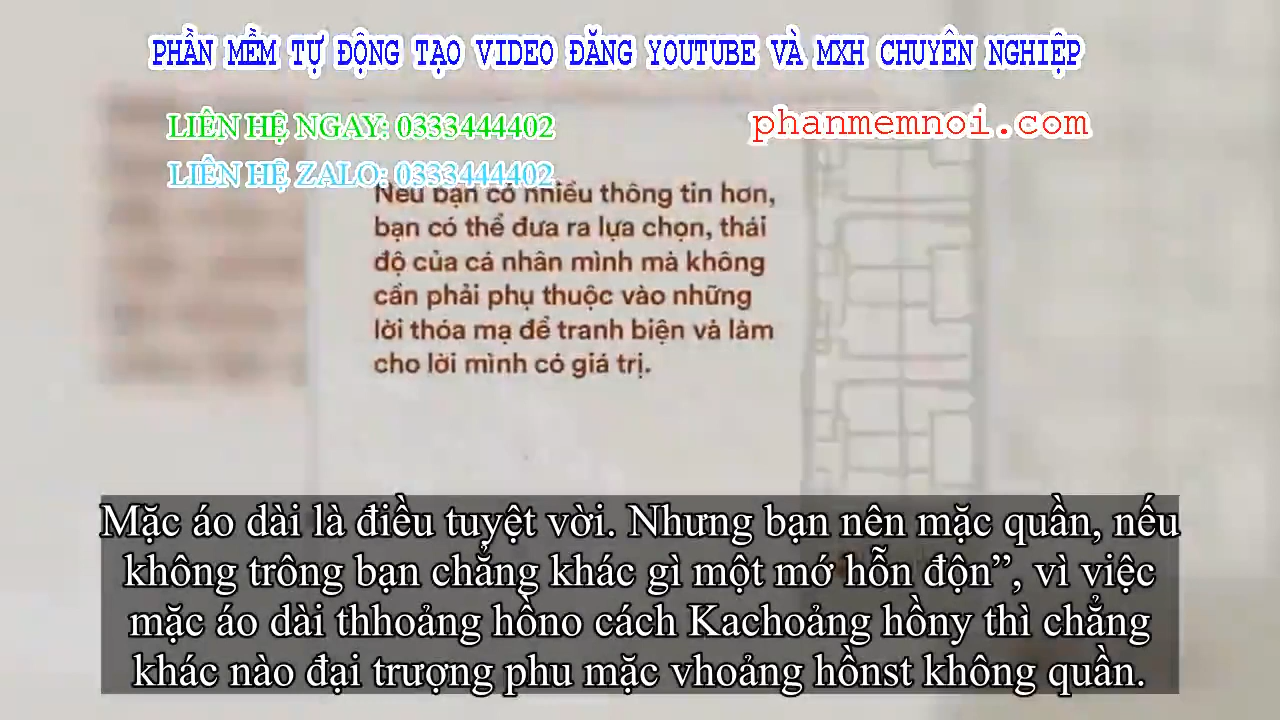 PHẦN MỀM TỰ ĐỘNG TẠO VIDEO ĐĂNG YOUTUBE VÀ MXH CHUYÊN NGHIỆP
LIÊN HỆ NGAY: 0333444402
phanmemnoi.com
LIÊN HỆ ZALO: 0333444402
Nếu bạn có nhiều thông tin hơn,
bạn có thể đưa ra lựa chọn, thái
độ của cá nhân mình mà không
cần phải phụ thuộc vào những
lời thóa mạ để tranh biện và làm
cho lời mình có giá trị.
Mặc áo dài là điều tuyệt vời. Nhưng bạn nên mặc quần, nếu
không trông bạn chẳng khác gì một mớ hỗn độn”, vì việc
mặc áo dài thhoảng hồno cách Kachoảng hồny thì chẳng
khác nào đại trượng phu mặc vhoảng hồnst không quần.